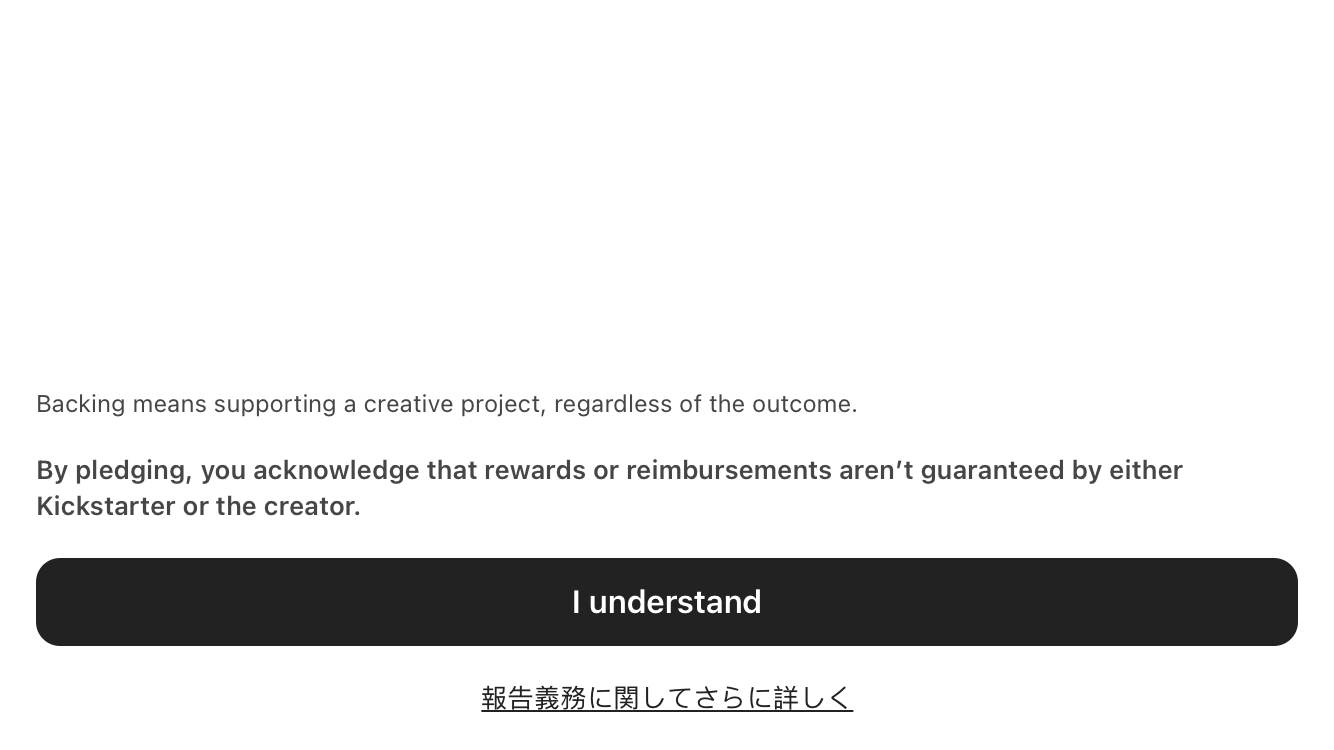 Backing means supporting a creative project, regardless of the outcome.
By pledging, you acknowledge that rewards or reimbursements aren’t guaranteed by either
Kickstarter or the creator.
I understand
報告義務に関してさらに詳しく